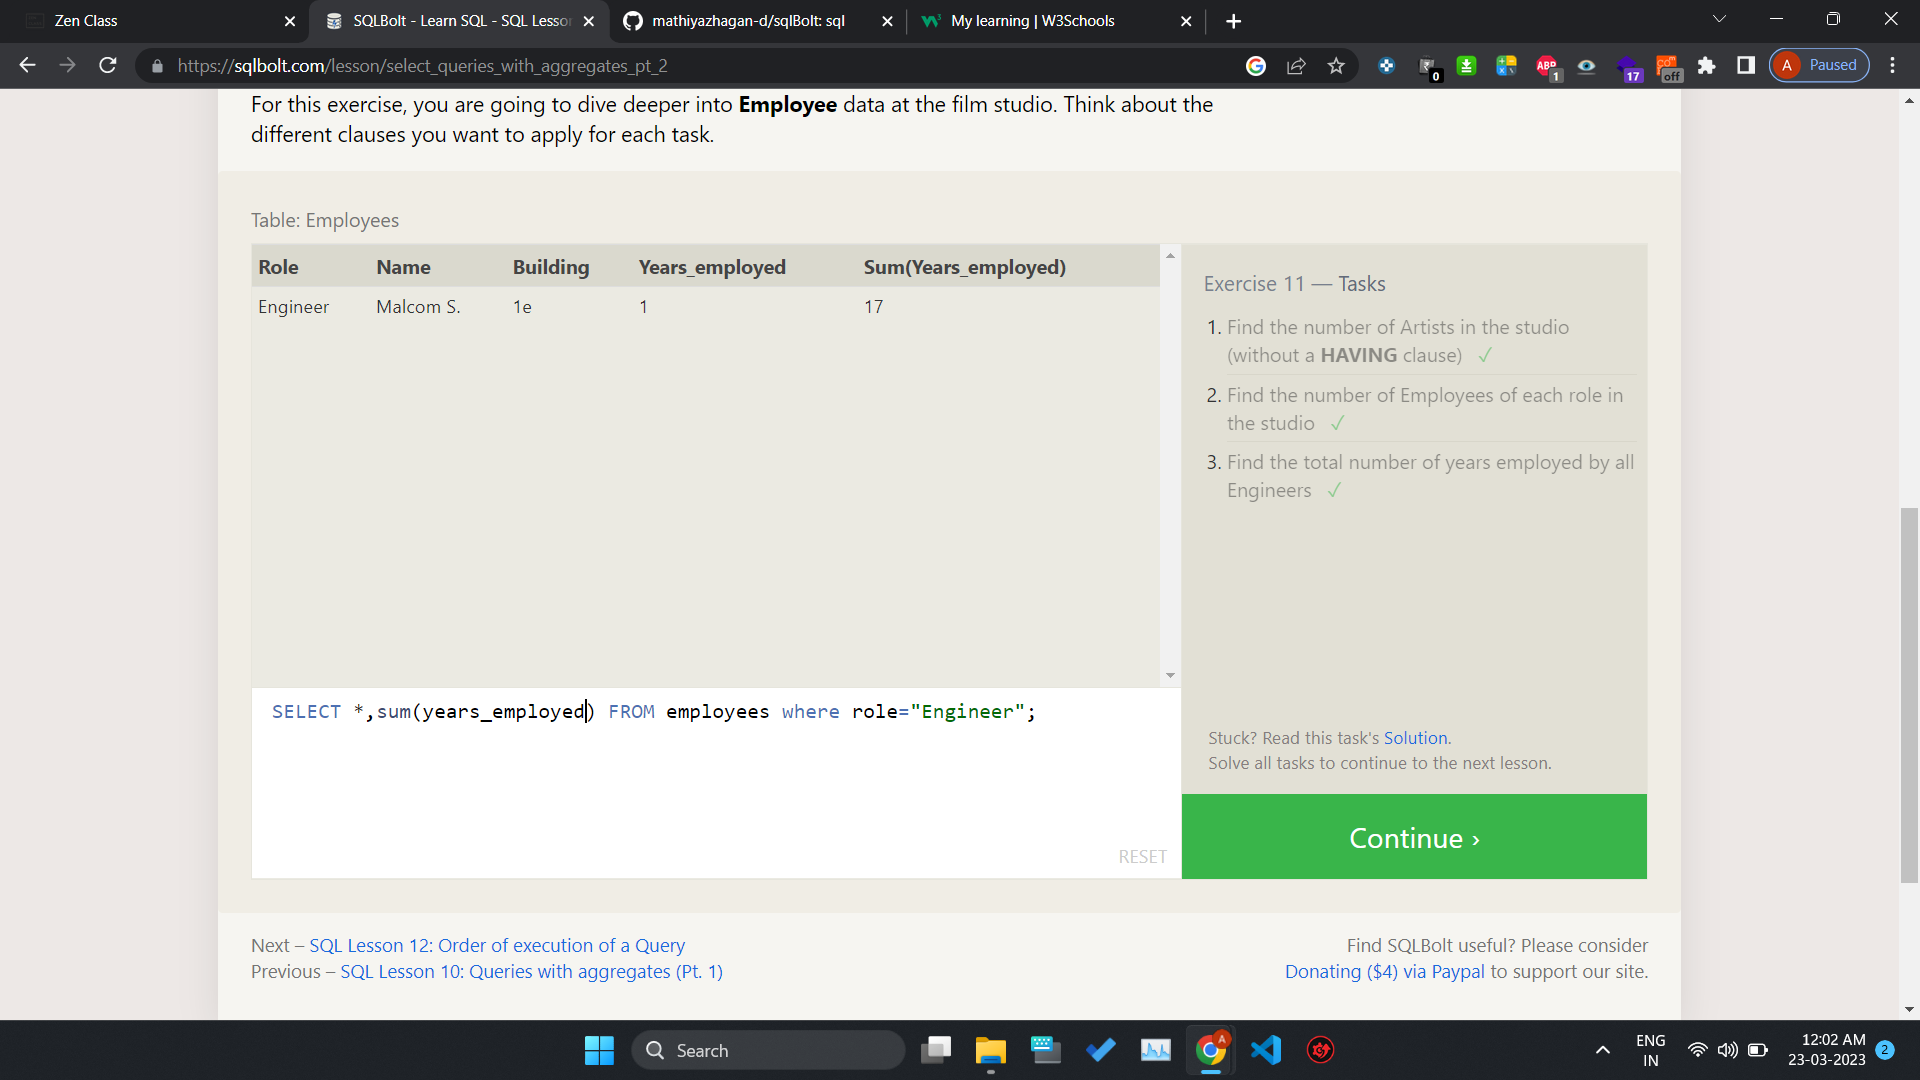 Zen Class
SQLBolt - Learn SQL - SQL Lesson
mathiyazhagan-d/sqlBolt: sql
My learning | W3Schools
https://sqlbolt.com/lesson/select_queries_with_aggregates_pt_2
0
ABP
1
17
off
A Paused
For this exercise, you are going to dive deeper into Employee data at the film studio. Think about the
different clauses you want to apply for each task.
Table: Employees
Role Name Building Years_employed Sum(Years_employed)
Engineer Malcom S. 1e 1 17
Exercise 11 — Tasks
1. Find the number of Artists in the studio
(without a HAVING clause) ✓
2. Find the number of Employees of each role in
the studio ✓
3. Find the total number of years employed by all
Engineers ✓
SELECT *,sum(years_employed) FROM employees where role="Engineer";
RESET
Stuck? Read this task's Solution.
Solve all tasks to continue to the next lesson.
Continue ›
Next – SQL Lesson 12: Order of execution of a Query
Previous – SQL Lesson 10: Queries with aggregates (Pt. 1)
Find SQLBolt useful? Please consider
Donating ($4) via Paypal to support our site.
Search
A
ENG
IN
12:02 AM
23-03-2023
2